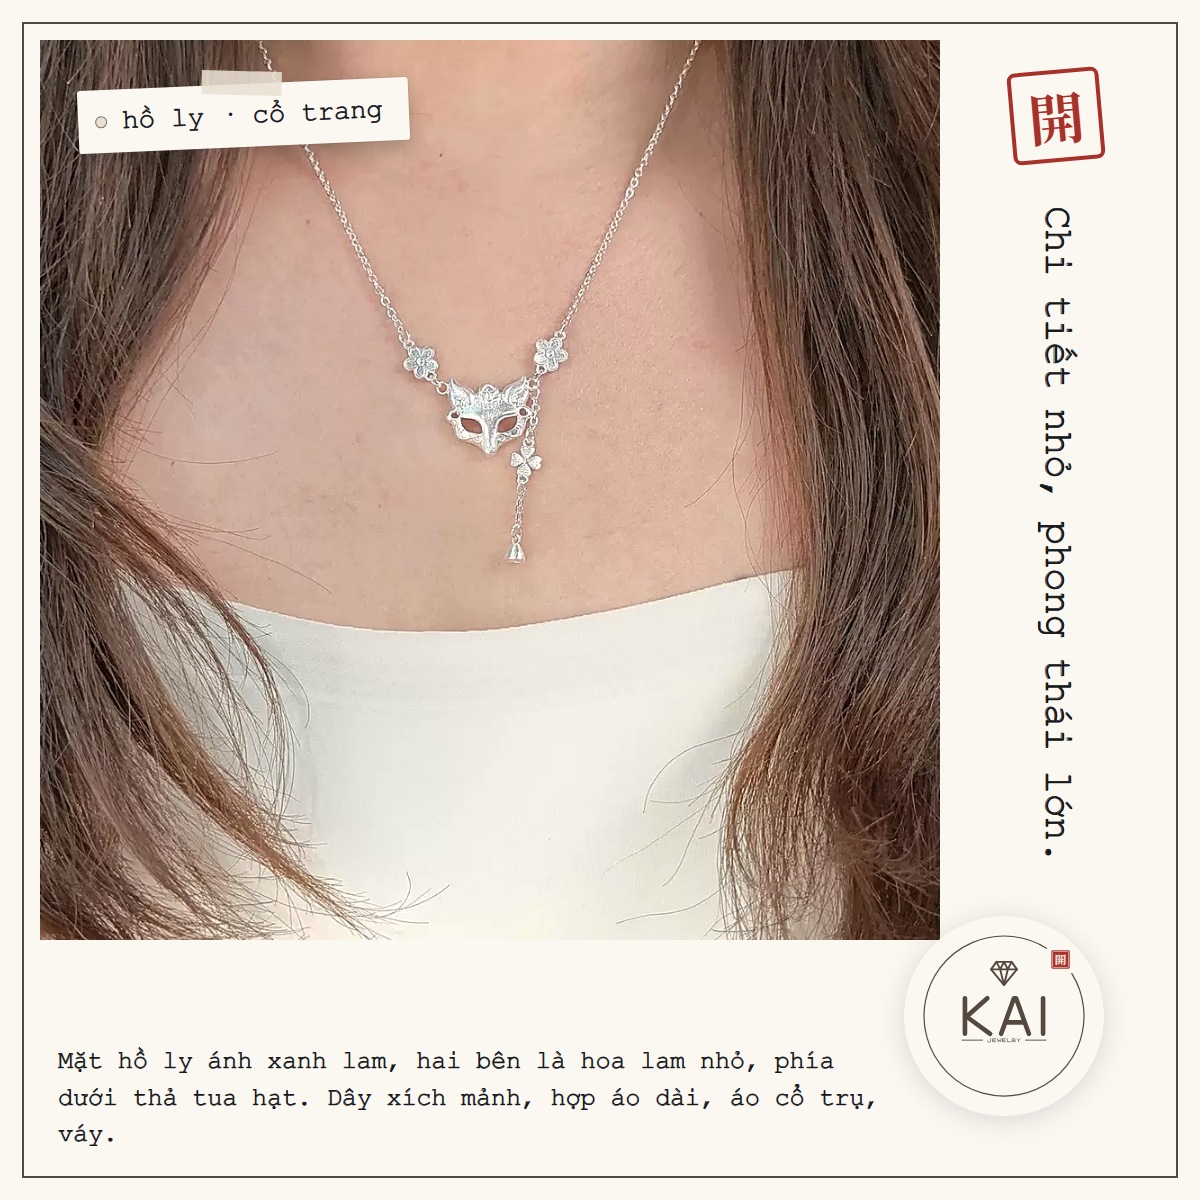 hồ ly · cổ trang
開
Chi tiết nhỏ, phong thái lớn.
開
KAI
JEWELRY
Mặt hồ ly ánh xanh lam, hai bên là hoa lam nhỏ, phía
dưới thả tua hạt. Dây xích mảnh, hợp áo dài, áo cổ trụ,
váy.